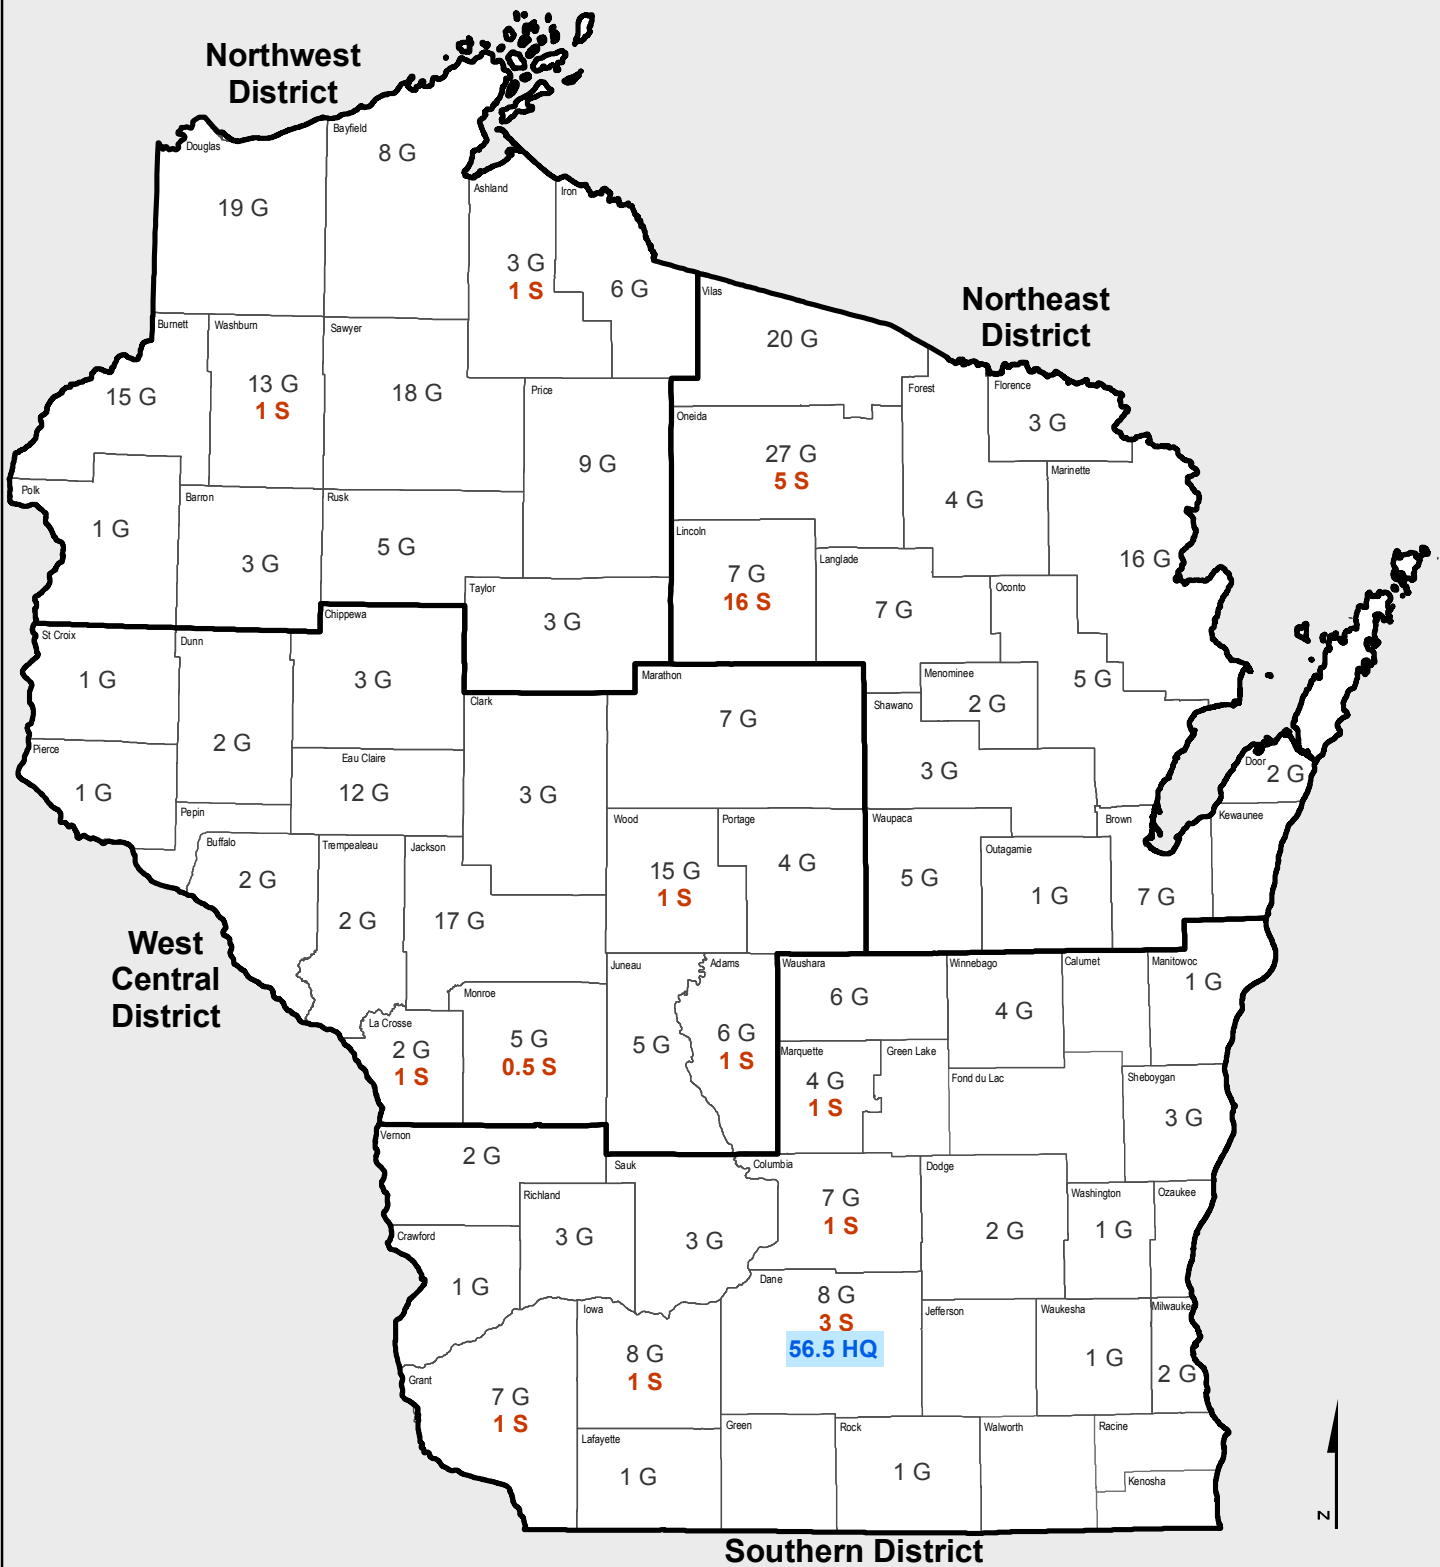 Northwest
District
Bayfield
8 G
Douglas
19 G
Ashland
3 G
1 S
Iron
6 G
Vilas
20 G
Northeast
District
Burnett
15 G
Washburn
13 G
1 S
Sawyer
18 G
Price
9 G
Oneida
27 G
5 S
Forest
4 G
Florence
3 G
Marinette
16 G
Polk
1 G
Barron
3 G
Rusk
5 G
Taylor
3 G
Lincoln
7 G
16 S
Langlade
7 G
Oconto
5 G
Chippewa
3 G
St Croix
1 G
Dunn
2 G
Clark
3 G
Marathon
7 G
Menominee
2 G
Shawano
3 G
Pierce
1 G
Eau Claire
12 G
Door
2 G
Pepin
Buffalo
2 G
Trempealeau
2 G
Jackson
17 G
Wood
15 G
1 S
Portage
4 G
Waupaca
5 G
Outagamie
1 G
Brown
7 G
Kewaunee
West
Central
District
La Crosse
2 G
1 S
Monroe
5 G
0.5 S
Juneau
5 G
Adams
6 G
1 S
Waushara
6 G
Winnebago
4 G
Calumet
Manitowoc
1 G
Marquette
4 G
1 S
Green Lake
Fond du Lac
Sheboygan
3 G
Vernon
2 G
Richland
3 G
Sauk
3 G
Columbia
7 G
1 S
Dodge
2 G
Washington
1 G
Ozaukee
Crawford
1 G
Grant
7 G
1 S
Iowa
8 G
1 S
Dane
8 G
3 S
56.5 HQ
Jefferson
Waukesha
1 G
Milwauke
2 G
Lafayette
1 G
Green
Rock
1 G
Walworth
Racine
Kenosha
N
Southern District